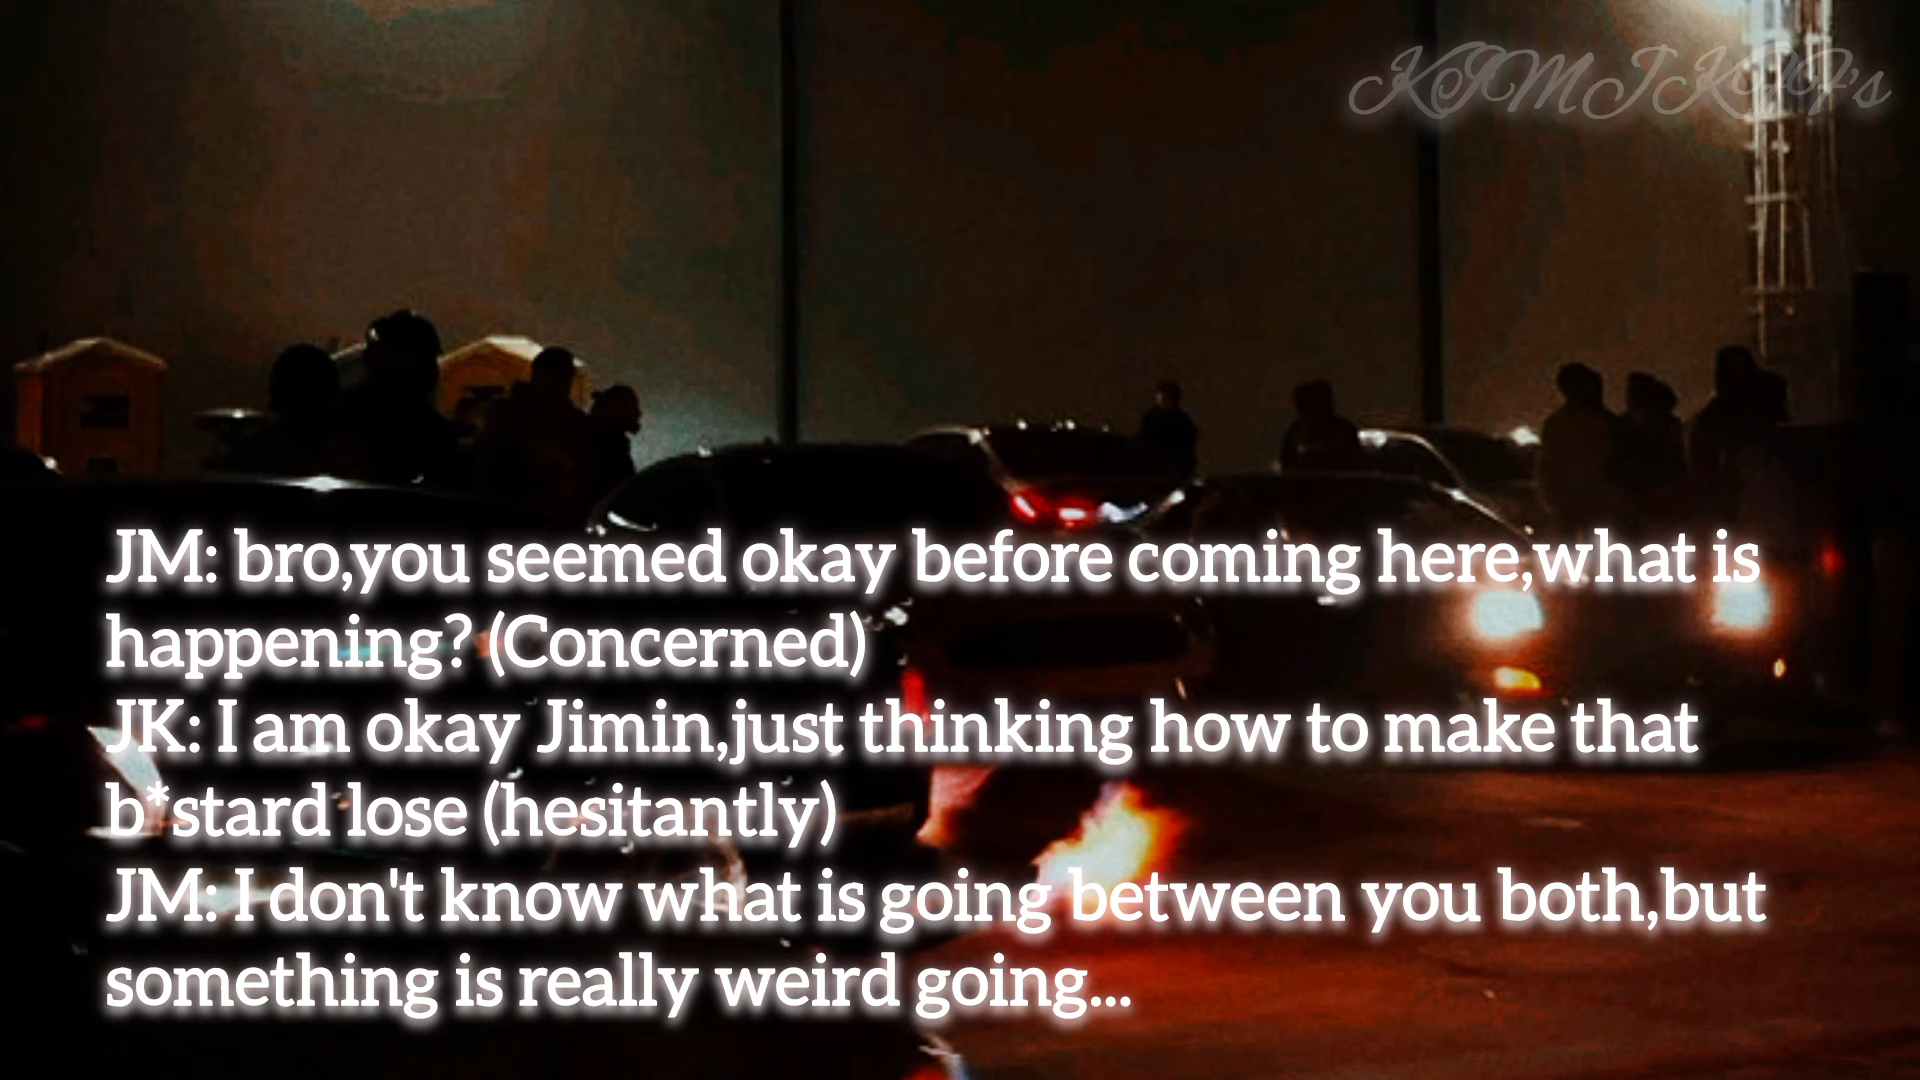 JM: bro,you seemed okay before coming here,what is
happening? (Concerned)
JK: I am okay Jimin,just thinking how to make that
b*stard lose (hesitantly)
JM: I don't know what is going between you both,but
something is really weird going...